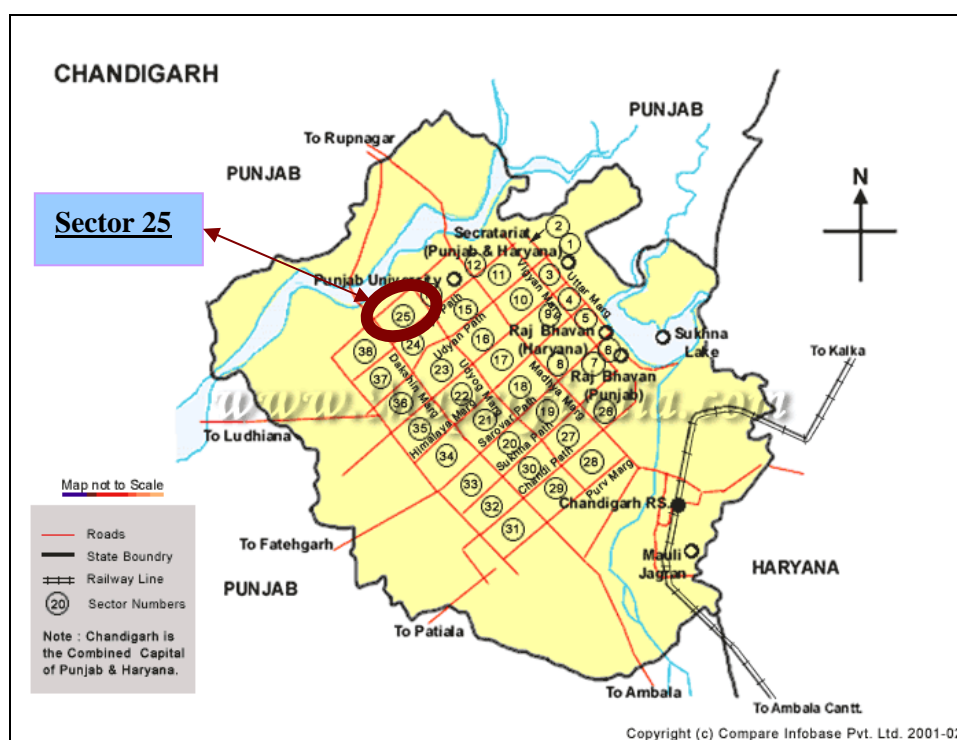 CHANDIGARH
PUNJAB
To Rupnagar
PUNJAB
N
Sector 25
Secratariat
(Punjab & Haryana)
2
1
12
11
3
Vigyan Marg
Uttar Marg
Punjab University
Path
10
4
25
15
9
5
Raj Bhavan
(Haryana)
6
Sukhna
Lake
To Kalka
38
24
Udyan Path
16
8
7
Raj Bhavan
(Punjab)
37
Dakshin Marg
23
17
Madhya Marg
36
Udyog Marg
22
18
19
26
35
Himalaya Marg
21
Sarovar Path
20
Sukhna Path
27
To Ludhiana
34
30
Chandi Path
28
Purv Marg
33
29
Chandigarh RS.
32
31
Map not to Scale
Roads
State Boundry
Railway Line
20 Sector Numbers
Note : Chandigarh is
the Combined Capital
of Punjab & Haryana.
To Fatehgarh
PUNJAB
Mauli
Jagran
HARYANA
To Patiala
To Ambala
To Ambala Cantt.
Copyright (c) Compare Infobase Pvt. Ltd. 2001-02